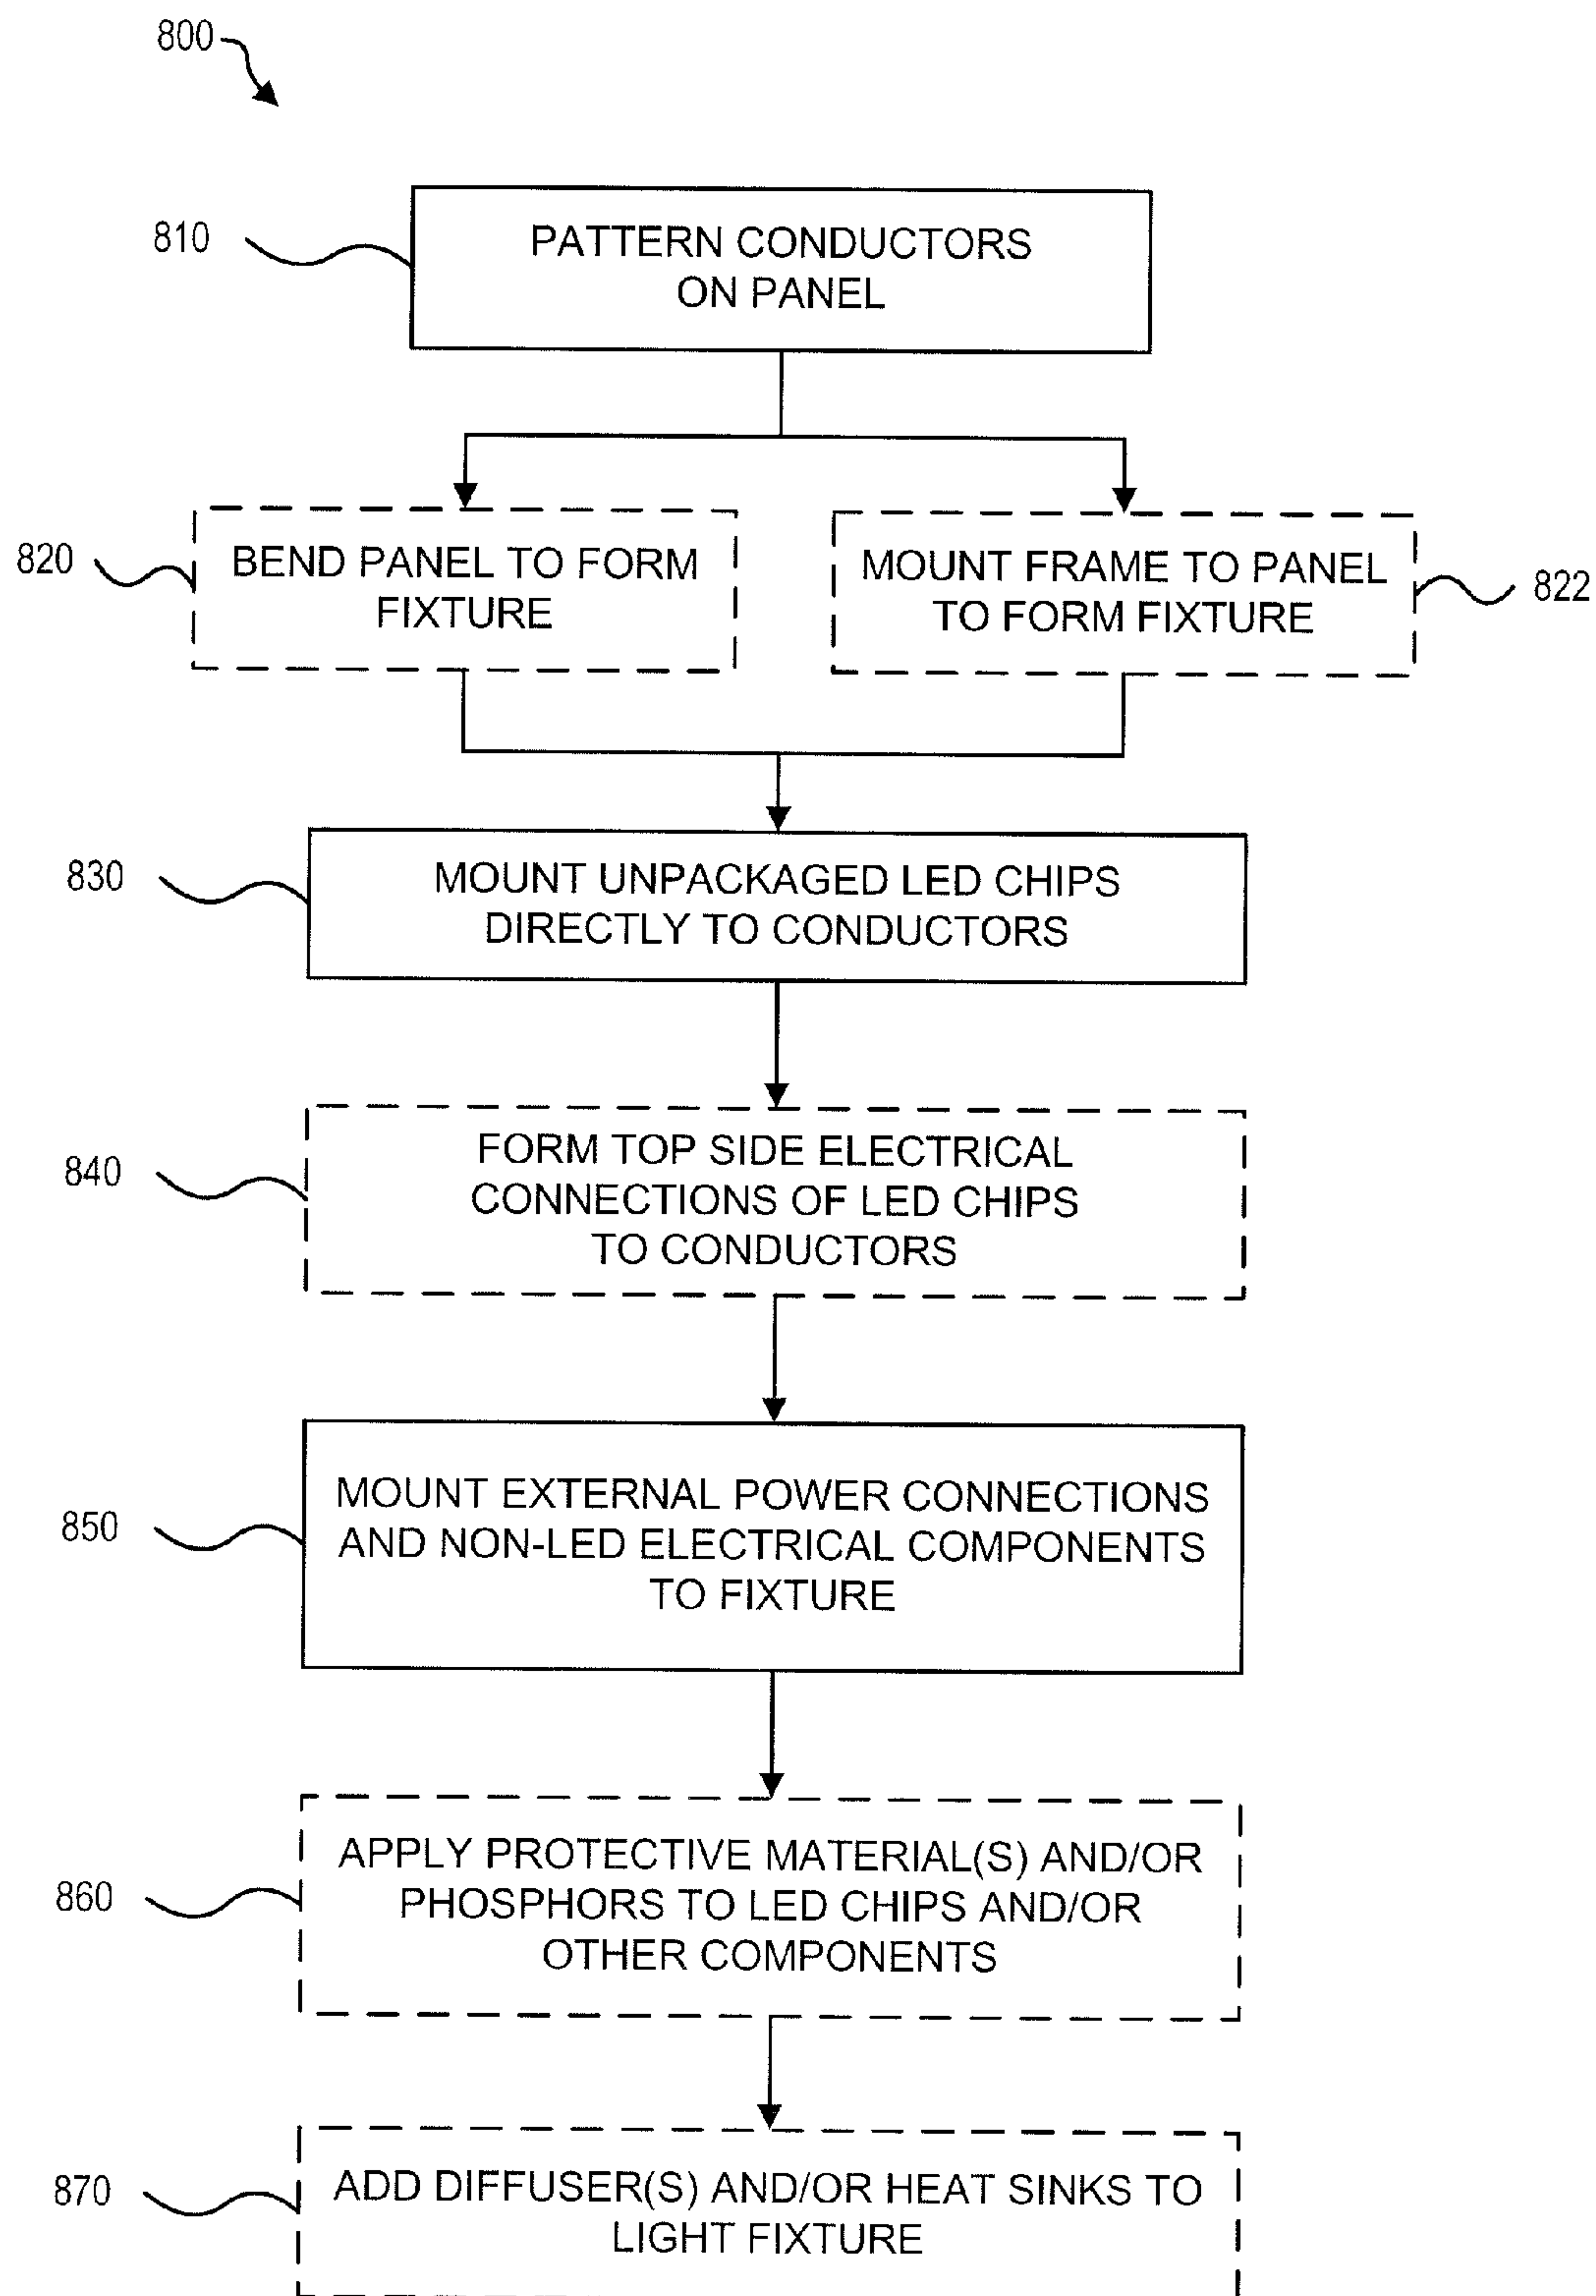 800
810
PATTERN CONDUCTORS
ON PANEL
820
BEND PANEL TO FORM
FIXTURE
MOUNT FRAME TO PANEL
TO FORM FIXTURE
822
830
MOUNT UNPACKAGED LED CHIPS
DIRECTLY TO CONDUCTORS
840
FORM TOP SIDE ELECTRICAL
CONNECTIONS OF LED CHIPS
TO CONDUCTORS
850
MOUNT EXTERNAL POWER CONNECTIONS
AND NON-LED ELECTRICAL COMPONENTS
TO FIXTURE
860
APPLY PROTECTIVE MATERIAL(S) AND/OR
PHOSPHORS TO LED CHIPS AND/OR
OTHER COMPONENTS
870
ADD DIFFUSER(S) AND/OR HEAT SINKS TO
LIGHT FIXTURE